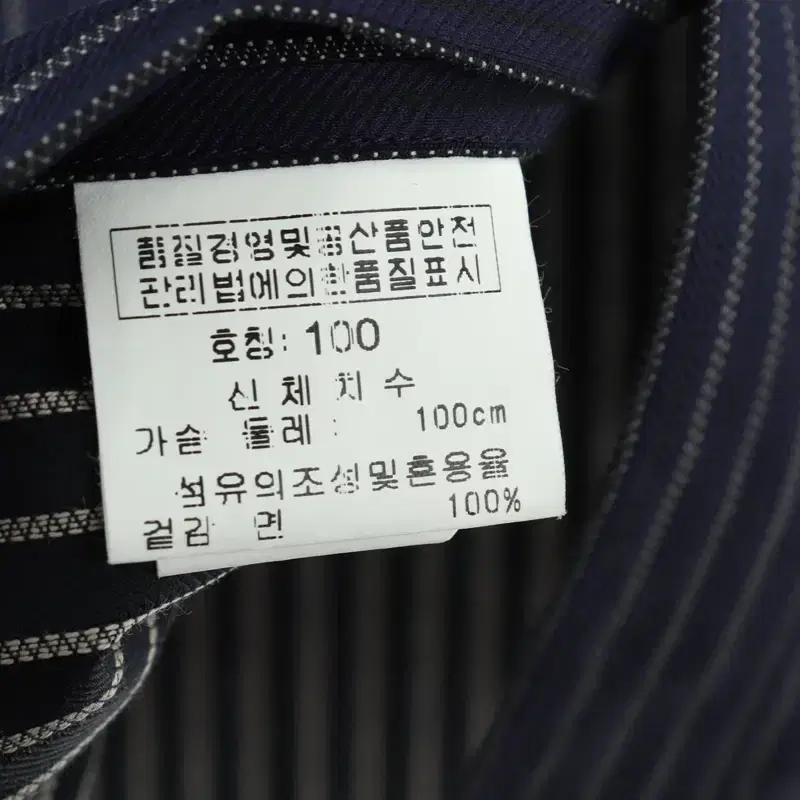 품질경영및공산품안전
관리법에의한품질표시
호칭: 100
신체치수
가슴 둘레 : 100cm
섬유의조성및혼용율
겉감 면 100%